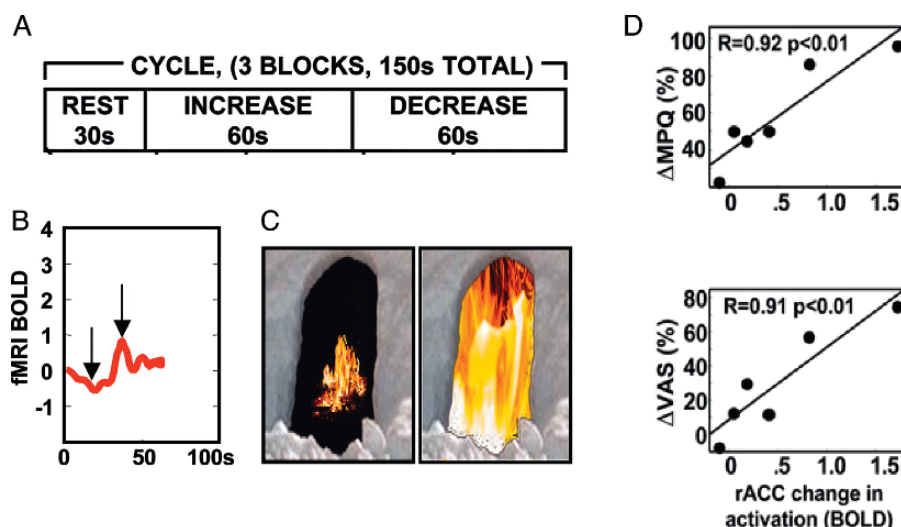 A
CYCLE, (3 BLOCKS, 150s TOTAL)
REST INCREASE DECREASE
30s 60s 60s
B
fMRI BOLD
4
3
2
1
0
-1
0 100s
C
D
R=0.92 p<0.01
ΔMPQ (%)
100
80
60
40
0 .5 1.0 1.5
R=0.91 p<0.01
ΔVAS (%)
80
60
40
20
0
0 .5 1.0 1.5
rACC change in
activation (BOLD)